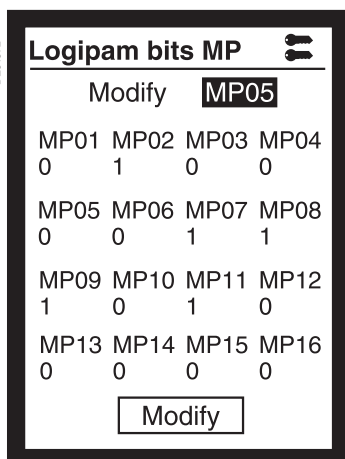 Logipam bits MP
Modify MP05
MP01 MP02 MP03 MP04
0 1 0 0
MP05 MP06 MP07 MP08
0 0 1 1
MP09 MP10 MP11 MP12
1 0 1 0
MP13 MP14 MP15 MP16
0 0 0 0
Modify